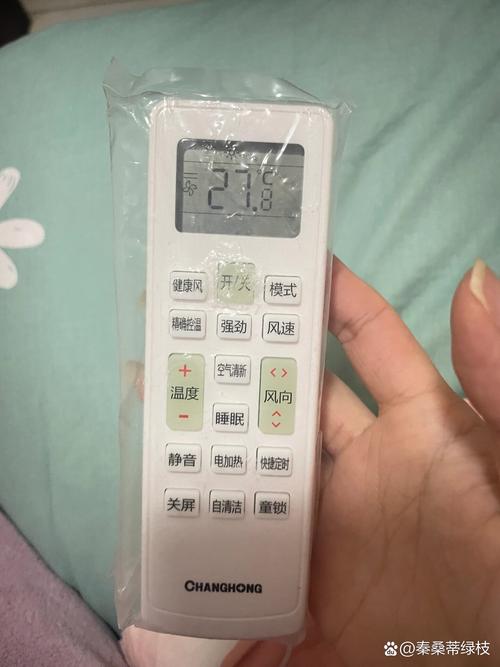 27.8℃
健康风 开/关 模式
精确控温 强劲 风速
+ 温度 - 空气清新 <> 风向
睡眠
静音 电加热 快捷定时
关屏 自清洁 童锁
CHANGHONG
百度 @秦桑蒂绿枝